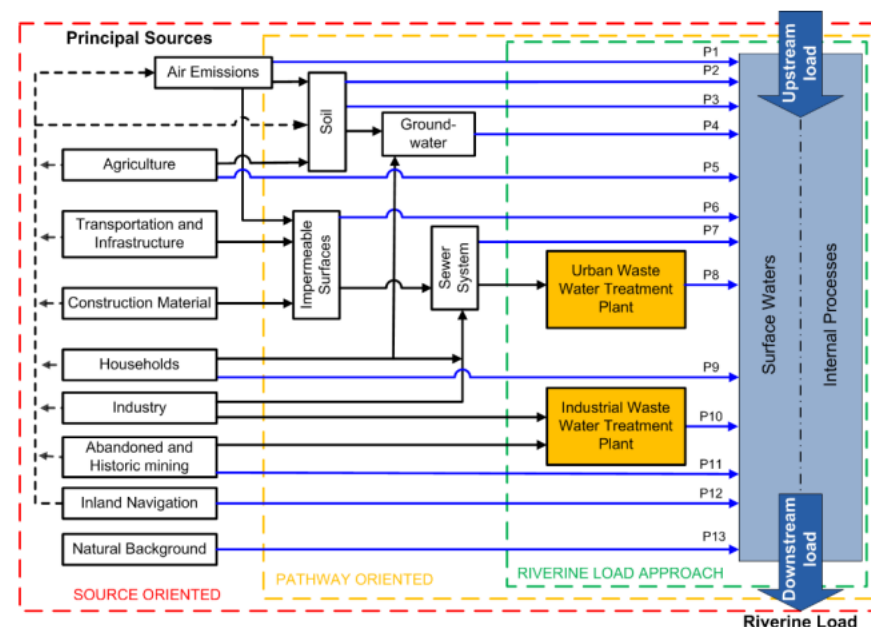 Principal Sources
Air Emissions
Agriculture
Transportation and
Infrastructure
Construction Material
Households
Industry
Abandoned and
Historic mining
Inland Navigation
Natural Background
SOURCE ORIENTED
Soil
Ground-
water
Impermeable
Surfaces
Sewer
System
PATHWAY ORIENTED
Urban Waste
Water Treatment
Plant
Industrial Waste
Water Treatment
Plant
RIVERINE LOAD APPROACH
P1
P2
P3
P4
P5
P6
P7
P8
P9
P10
P11
P12
P13
Upstream
load
Surface Waters
Internal Processes
Downstream
load
Riverine Load